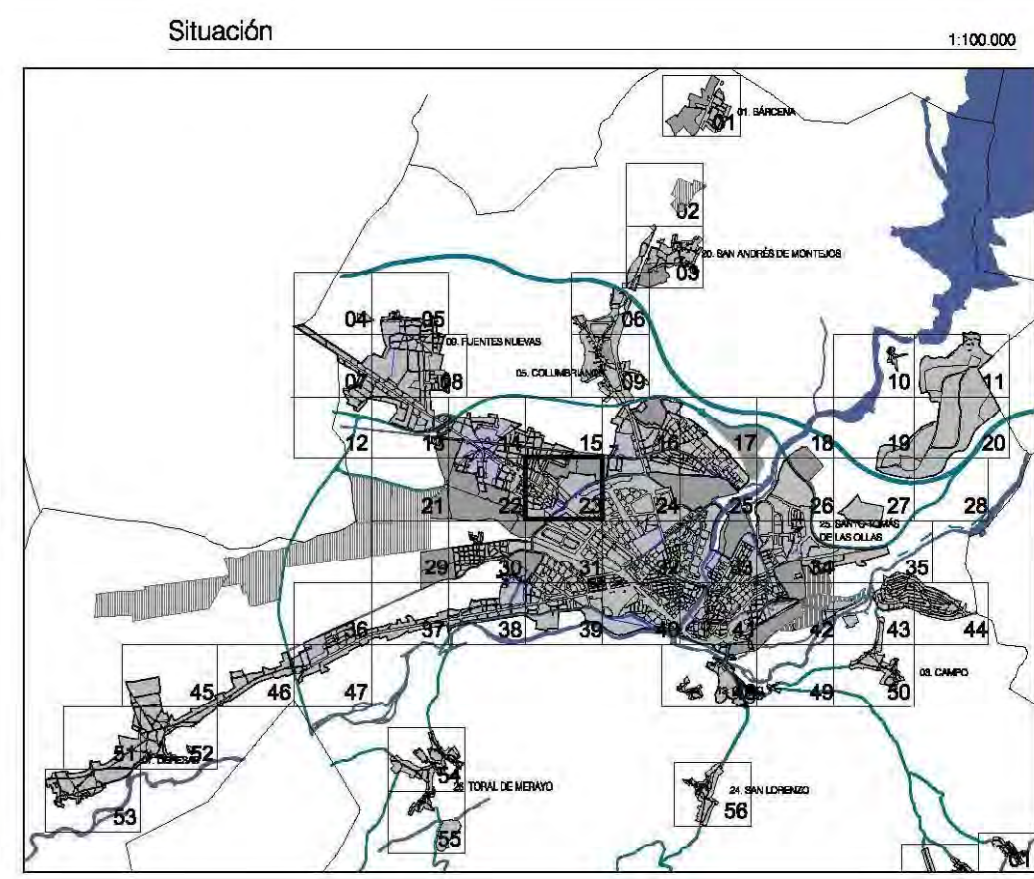 Situación
1:100.000
01. BÁRCENA
01
02
20. SAN ANDRÉS DE MONTEJOS
03
04 05 06
09. FUENTES NUEVAS
05. COLUMBRIANOS
07 08 09 10 11
12 13 14 15 16 17 18 19 20
21 22 23 24 25 26 27 28
25. SANTO TOMÁS
DE LAS OLLAS
29 30 31 32 33 34 35
36 37 38 39 40 41 42 43 44
03. CAMPO
45 46 47 49 50
51 52
53
54
TORAL DE MERAYO
24. SAN LORENZO
55 56